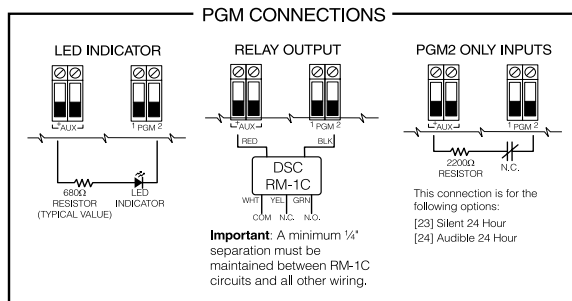 PGM CONNECTIONS
LED INDICATOR
+AUX- 1 PGM 2
680Ω
RESISTOR
(TYPICAL VALUE)
LED
INDICATOR
RELAY OUTPUT
+AUX- 1 PGM 2
RED BLK
DSC
RM-1C
WHT YEL GRN
COM N.C. N.O.
Important: A minimum ¼"
separation must be
maintained between RM-1C
circuits and all other wiring.
PGM2 ONLY INPUTS
+AUX- 1 PGM 2
2200Ω
RESISTOR
N.C.
This connection is for the
following options:
[23] Silent 24 Hour
[24] Audible 24 Hour